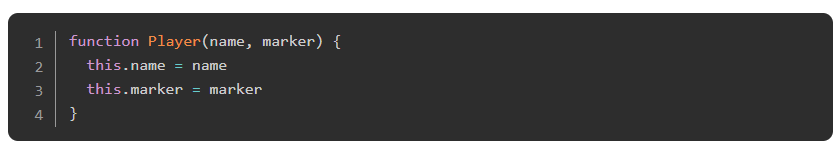 1 function Player(name, marker) {
2   this.name = name
3   this.marker = marker
4 }